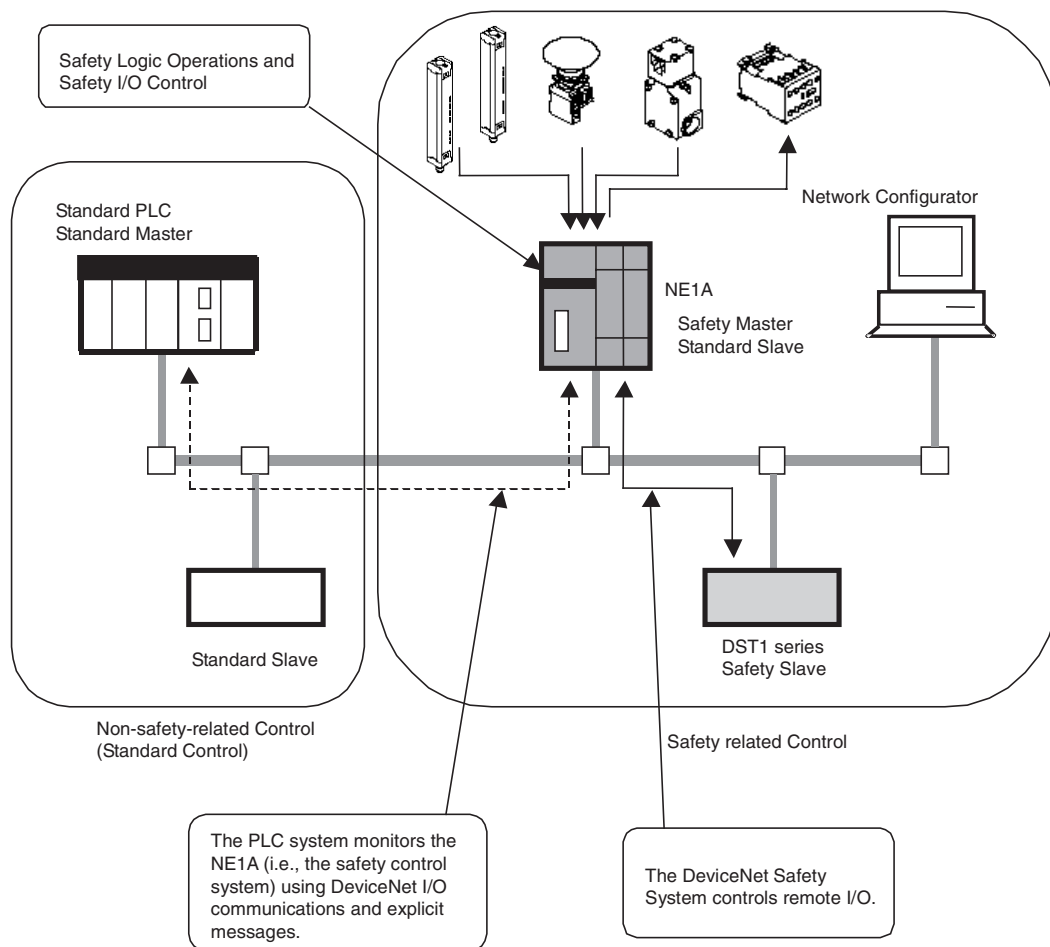 Safety Logic Operations and
Safety I/O Control
Standard PLC
Standard Master
Network Configurator
NE1A
Safety Master
Standard Slave
Standard Slave
DST1 series
Safety Slave
Non-safety-related Control
(Standard Control)
Safety related Control
The PLC system monitors the
NE1A (i.e., the safety control
system) using DeviceNet I/O
communications and explicit
messages.
The DeviceNet Safety
System controls remote I/O.